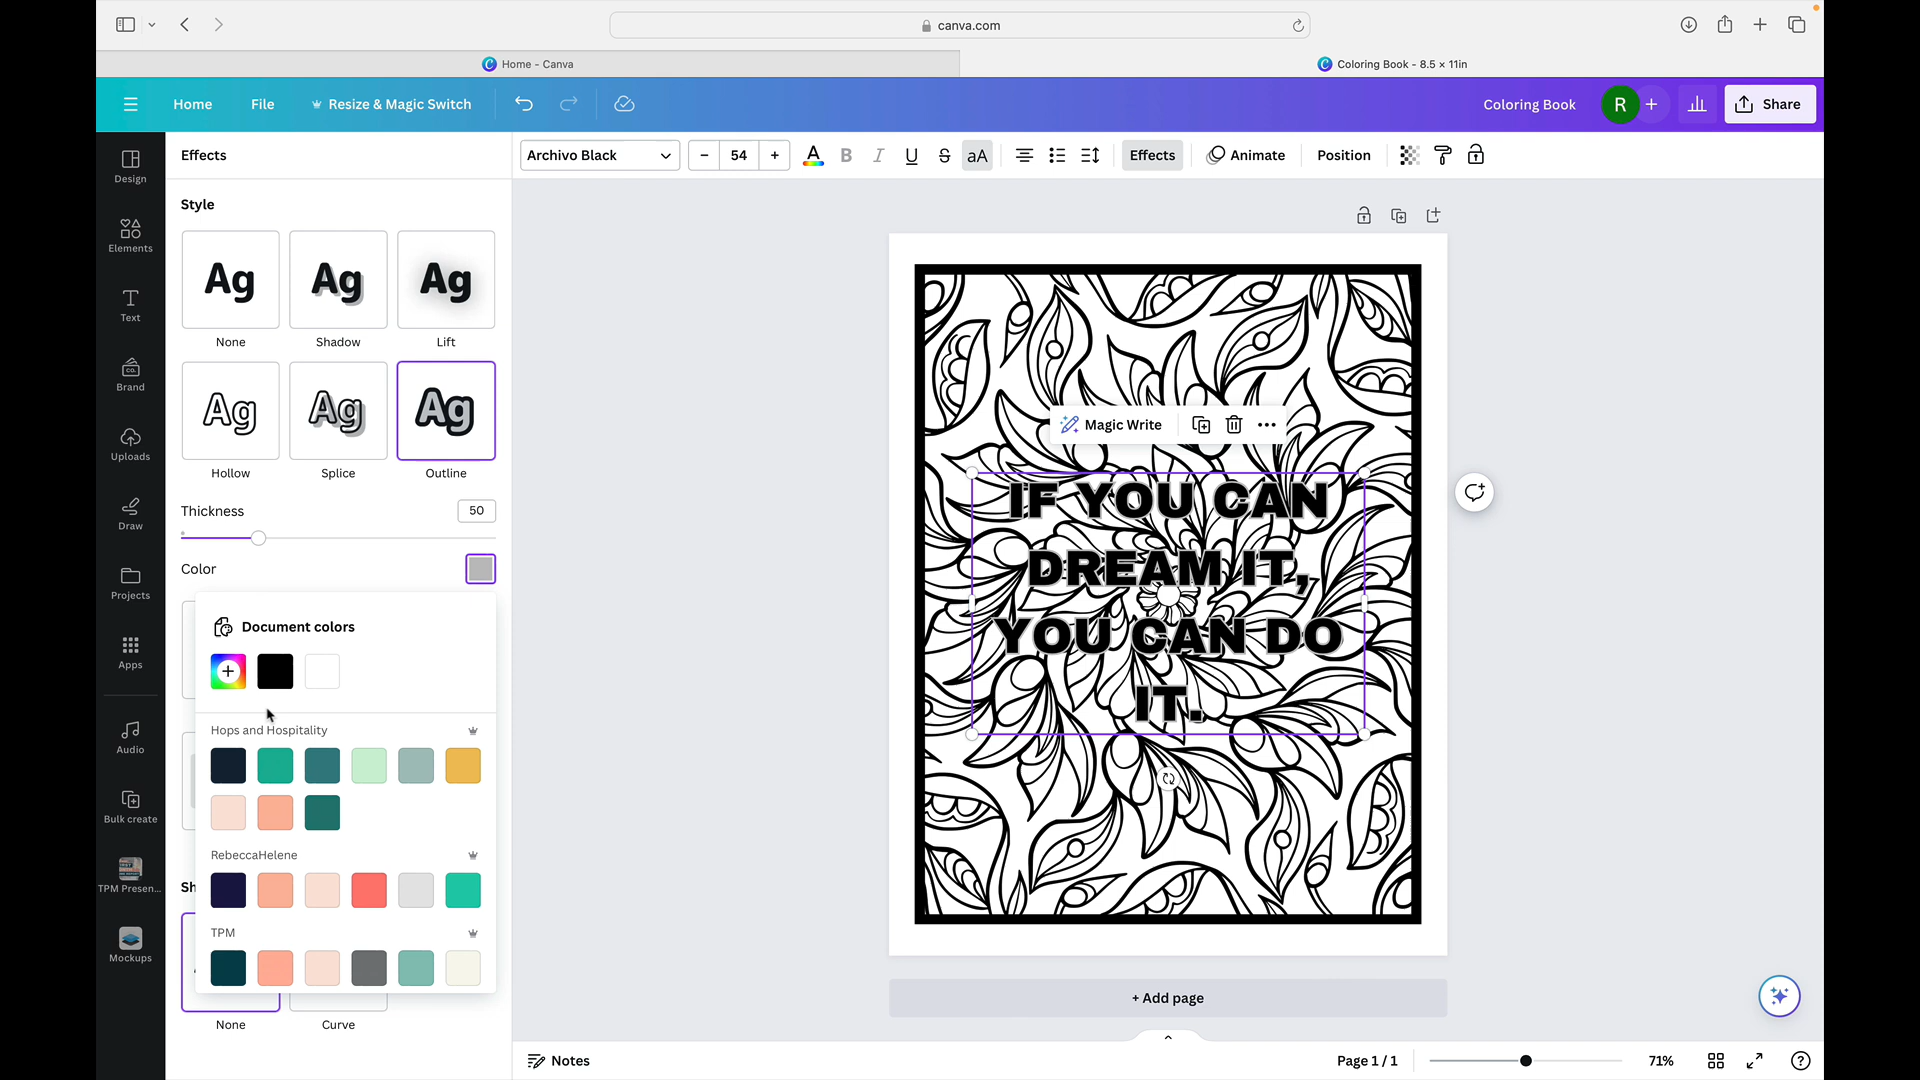 canva.com
Home - Canva
Coloring Book - 8.5 × 11in
Home
File
Resize & Magic Switch
Coloring Book
R
Share
Design
Elements
Text
Brand
Uploads
Draw
Projects
Apps
Audio
Bulk create
TPM Presen...
Mockups
Effects
Style
Ag
Ag
Ag
None
Shadow
Lift
Ag
Ag
Ag
Hollow
Splice
Outline
Thickness
50
Color
Document colors
Hops and Hospitality
RebeccaHelene
TPM
Sh
None
Curve
Archivo Black
- 54 +
A
B
I
U
S
aA
Effects
Animate
Position
Magic Write
IF YOU CAN
DREAM IT,
YOU CAN DO
IT.
+ Add page
Notes
Page 1 / 1
71%